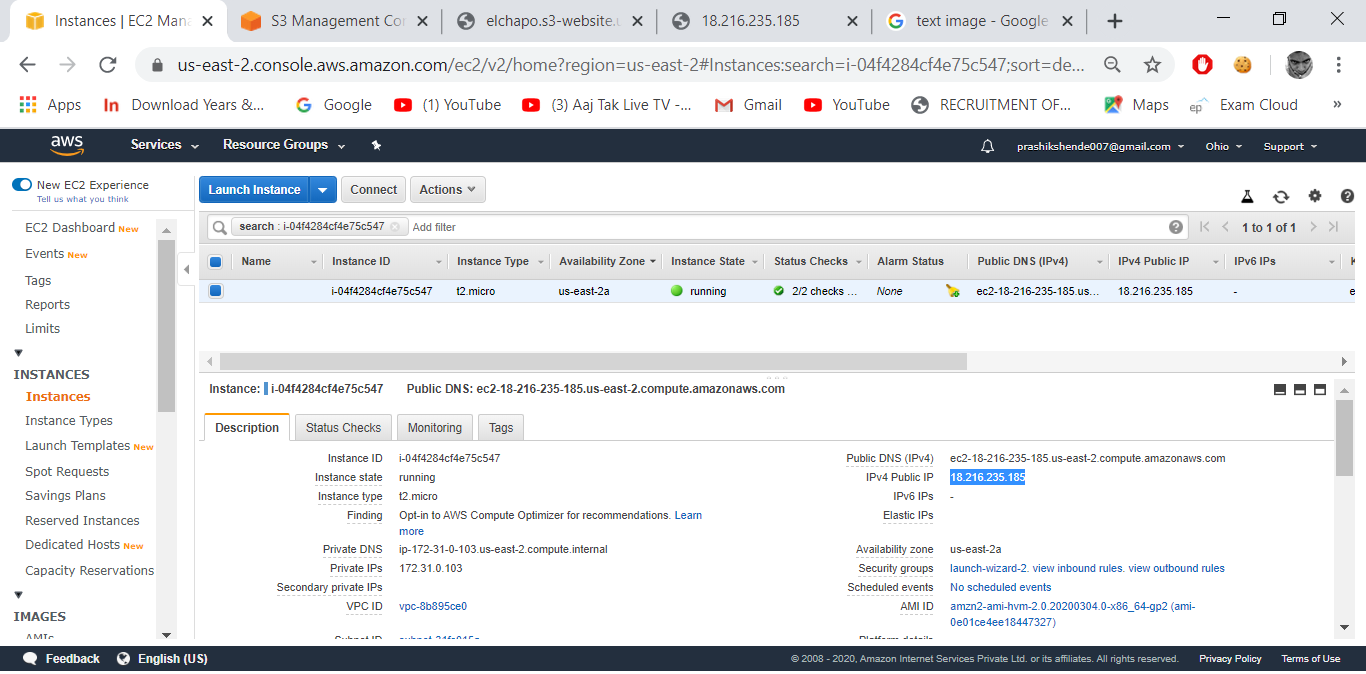 Instances | EC2 Mana
S3 Management Co
elchapo.s3-website.u
18.216.235.185
text image - Google
us-east-2.console.aws.amazon.com/ec2/v2/home?region=us-east-2#Instances:search=i-04f4284cf4e75c547;sort=de...
Apps
Download Years &...
Google
(1) YouTube
(3) Aaj Tak Live TV -...
Gmail
YouTube
RECRUITMENT OF...
Maps
ep
Exam Cloud
»
aws
Services
Resource Groups
prashikshende007@gmail.com
Ohio
Support
New EC2 Experience
Tell us what you think
EC2 Dashboard New
Events New
Tags
Reports
Limits
INSTANCES
Instances
Instance Types
Launch Templates New
Spot Requests
Savings Plans
Reserved Instances
Dedicated Hosts New
Capacity Reservations
IMAGES
AMIs
Launch Instance
Connect
Actions
search : i-04f4284cf4e75c547
Add filter
1 to 1 of 1
Name
Instance ID
Instance Type
Availability Zone
Instance State
Status Checks
Alarm Status
Public DNS (IPv4)
IPv4 Public IP
IPv6 IPs
i-04f4284cf4e75c547
t2.micro
us-east-2a
running
2/2 checks ...
None
ec2-18-216-235-185.us...
18.216.235.185
-
Instance: i-04f4284cf4e75c547
Public DNS: ec2-18-216-235-185.us-east-2.compute.amazonaws.com
Description
Status Checks
Monitoring
Tags
Instance ID i-04f4284cf4e75c547
Instance state running
Instance type t2.micro
Finding Opt-in to AWS Compute Optimizer for recommendations. Learn
more
Private DNS ip-172-31-0-103.us-east-2.compute.internal
Private IPs 172.31.0.103
Secondary private IPs
VPC ID vpc-8b895ce0
Subnet ID
Public DNS (IPv4) ec2-18-216-235-185.us-east-2.compute.amazonaws.com
IPv4 Public IP 18.216.235.185
IPv6 IPs -
Elastic IPs
Availability zone us-east-2a
Security groups launch-wizard-2. view inbound rules. view outbound rules
Scheduled events No scheduled events
AMI ID amzn2-ami-hvm-2.0.20200304.0-x86_64-gp2 (ami-
0e01ce4ee18447327)
Platform details
Feedback
English (US)
© 2008 - 2020, Amazon Internet Services Private Ltd. or its affiliates. All rights reserved.
Privacy Policy
Terms of Use